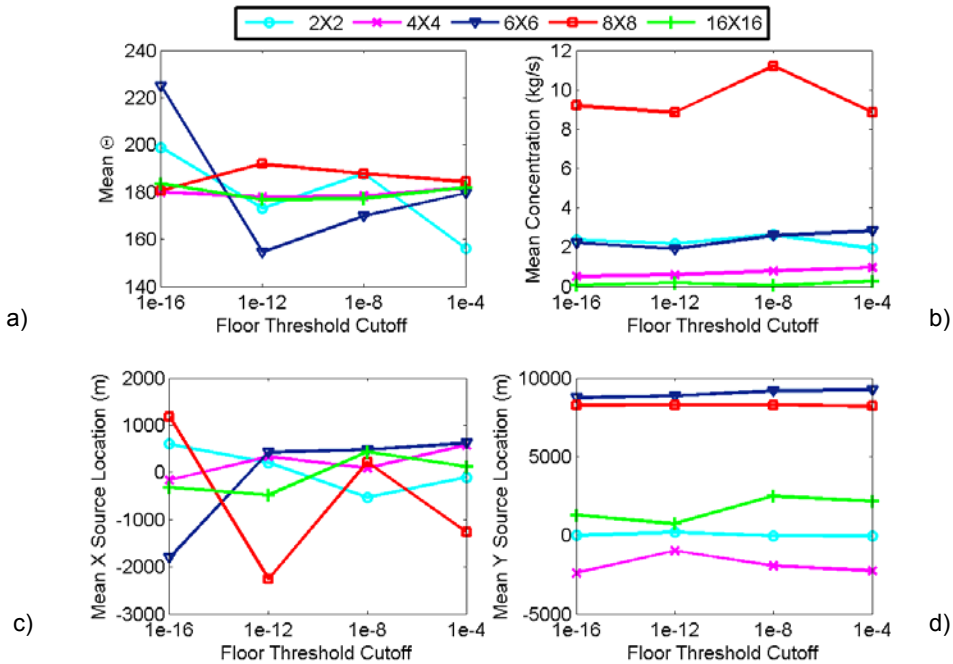 2X2 4X4 6X6 8X8 16X16
a)
240
220
200
180
160
140
Mean Θ
1e-16 1e-12 1e-8 1e-4
Floor Threshold Cutoff
b)
12
10
8
6
4
2
0
Mean Concentration (kg/s)
1e-16 1e-12 1e-8 1e-4
Floor Threshold Cutoff
c)
2000
1000
0
-1000
-2000
-3000
Mean X Source Location (m)
1e-16 1e-12 1e-8 1e-4
Floor Threshold Cutoff
d)
10000
5000
0
-5000
Mean Y Source Location (m)
1e-16 1e-12 1e-8 1e-4
Floor Threshold Cutoff